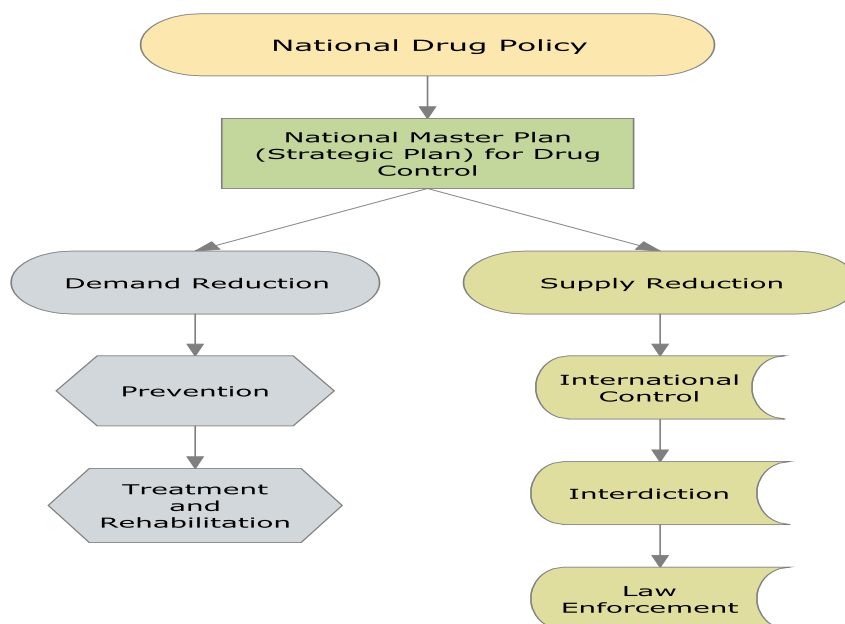 National Drug Policy
National Master Plan
(Strategic Plan) for Drug
Control
Demand Reduction
Supply Reduction
Prevention
International
Control
Treatment
and
Rehabilitation
Interdiction
Law
Enforcement